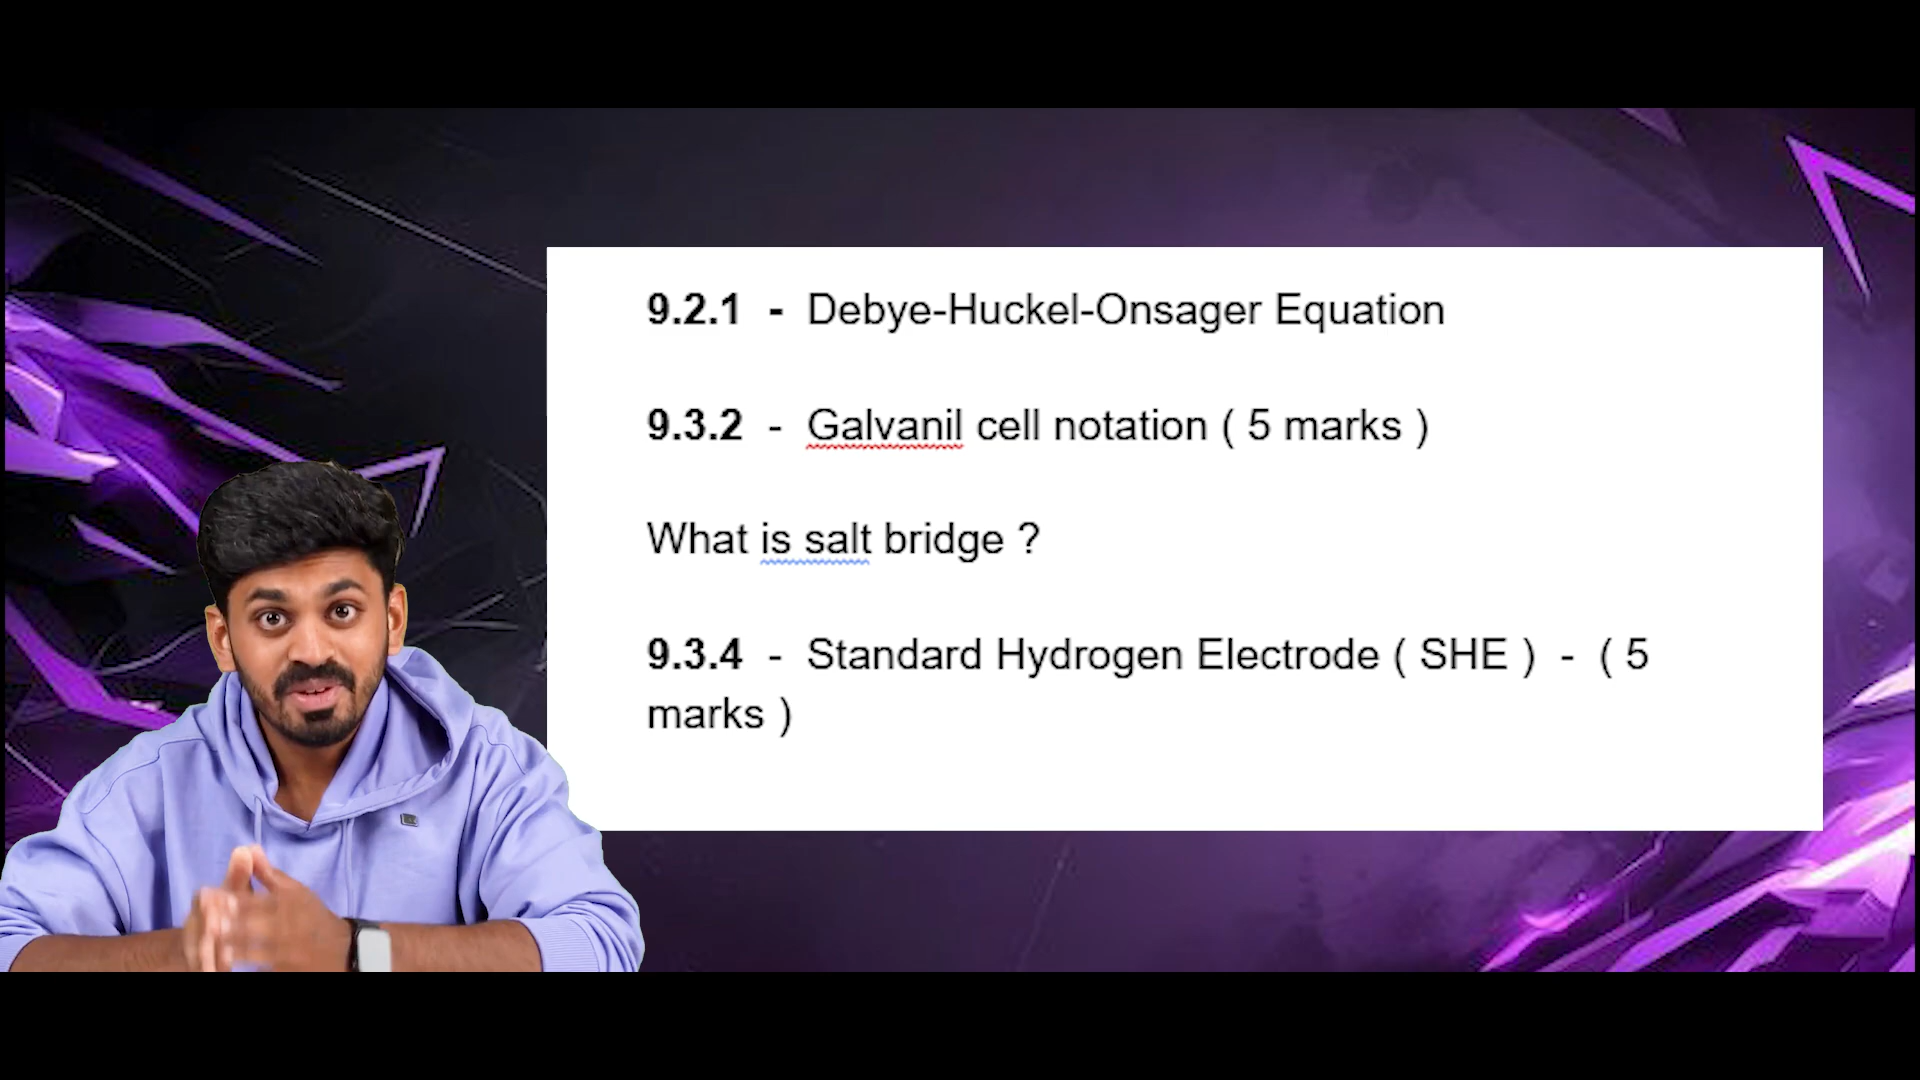 9.2.1 - Debye-Huckel-Onsager Equation
9.3.2 - Galvanil cell notation ( 5 marks )
What is salt bridge ?
9.3.4 - Standard Hydrogen Electrode ( SHE ) - ( 5
marks )